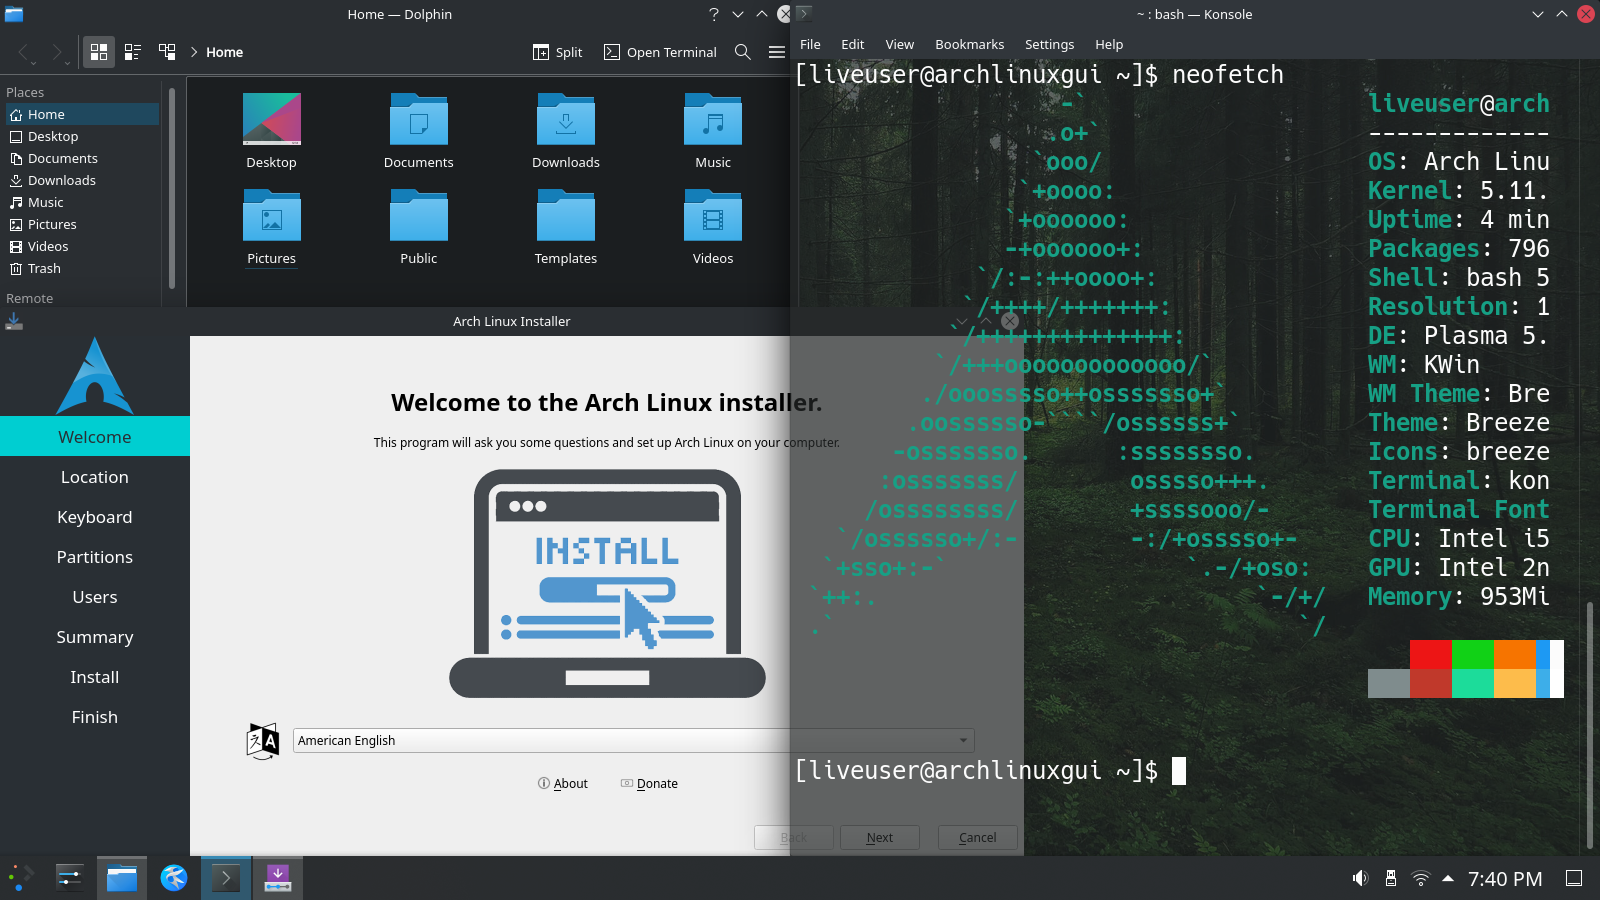 Home — Dolphin
Home
Split
Open Terminal
Places
Home
Desktop
Documents
Downloads
Music
Pictures
Videos
Trash
Remote
Desktop
Documents
Downloads
Music
Pictures
Public
Templates
Videos
Arch Linux Installer
Welcome
Location
Keyboard
Partitions
Users
Summary
Install
Finish
Welcome to the Arch Linux installer.
This program will ask you some questions and set up Arch Linux on your computer.
INSTALL
American English
About
Donate
Back
Next
Cancel
~ : bash — Konsole
File Edit View Bookmarks Settings Help
[liveuser@archlinuxgui ~]$ neofetch
liveuser@arch
-------------
OS: Arch Linu
Kernel: 5.11.
Uptime: 4 min
Packages: 796
Shell: bash 5
Resolution: 1
DE: Plasma 5.
WM: KWin
WM Theme: Bre
Theme: Breeze
Icons: breeze
Terminal: kon
Terminal Font
CPU: Intel i5
GPU: Intel 2n
Memory: 953Mi
[liveuser@archlinuxgui ~]$
7:40 PM